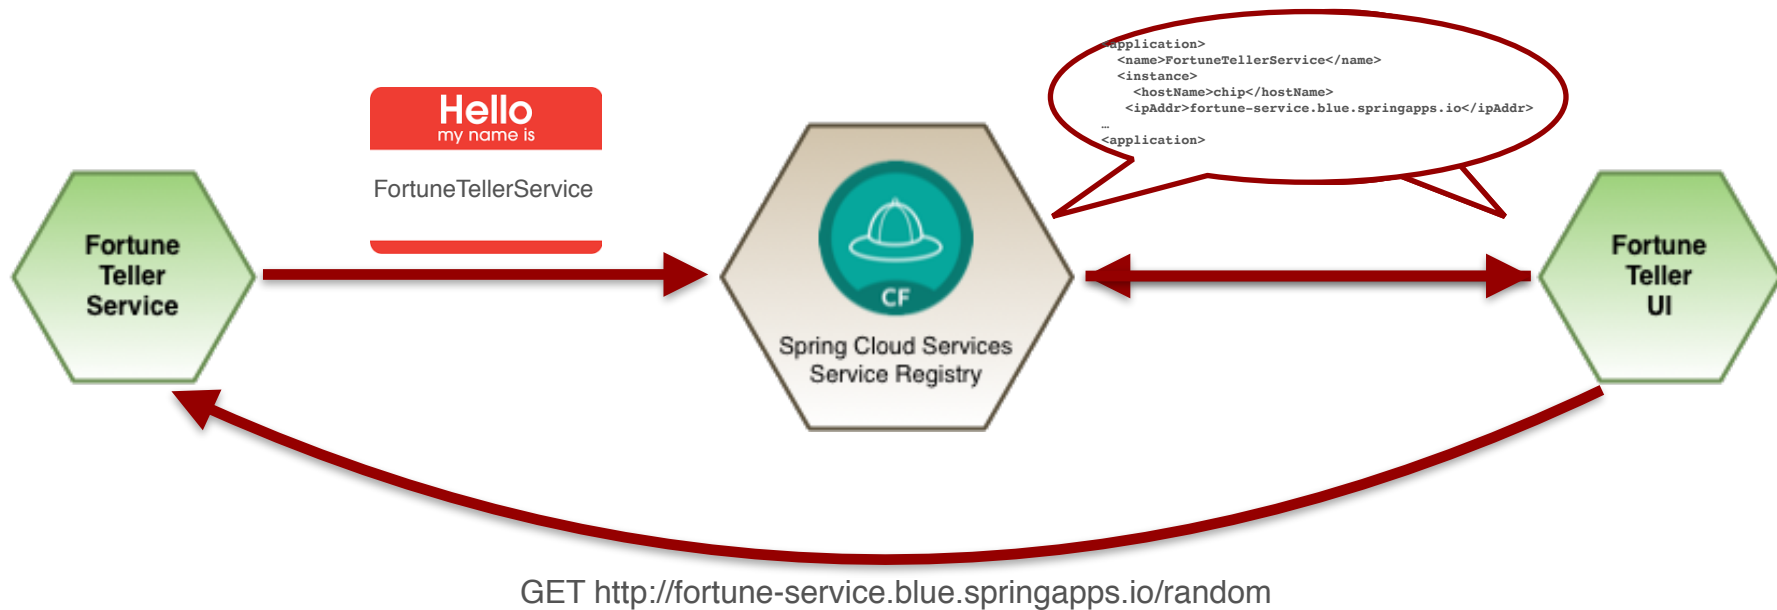 Hello
my name is
FortuneTellerService
Fortune
Teller
Service
CF
Spring Cloud Services
Service Registry
<application>
<name>FortuneTellerService</name>
<instance>
<hostName>chip</hostName>
<ipAddr>fortune-service.blue.springapps.io</ipAddr>
…
<application>
Fortune
Teller
UI
GET http://fortune-service.blue.springapps.io/random